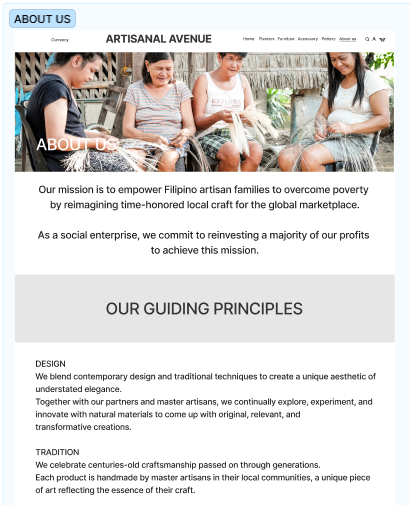 ABOUT US
Currency
ARTISANAL AVENUE
Home Planters Furniture Accessory Pottery About us
ABOUT US
Our mission is to empower Filipino artisan families to overcome poverty
by reimagining time-honored local craft for the global marketplace.
As a social enterprise, we commit to reinvesting a majority of our profits
to achieve this mission.
OUR GUIDING PRINCIPLES
DESIGN
We blend contemporary design and traditional techniques to create a unique aesthetic of
understated elegance.
Together with our partners and master artisans, we continually explore, experiment, and
innovate with natural materials to come up with original, relevant, and
transformative creations.
TRADITION
We celebrate centuries-old craftsmanship passed on through generations.
Each product is handmade by master artisans in their local communities, a unique piece
of art reflecting the essence of their craft.